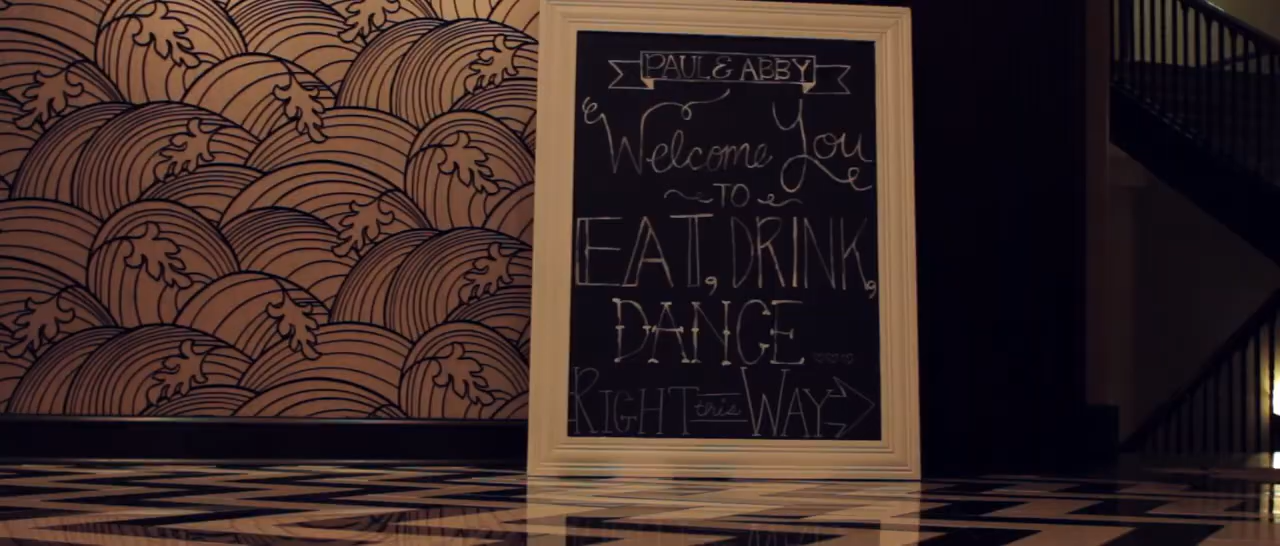 PAUL & ABBY
Welcome You
TO
EAT, DRINK,
DANCE...
RIGHT this WAY